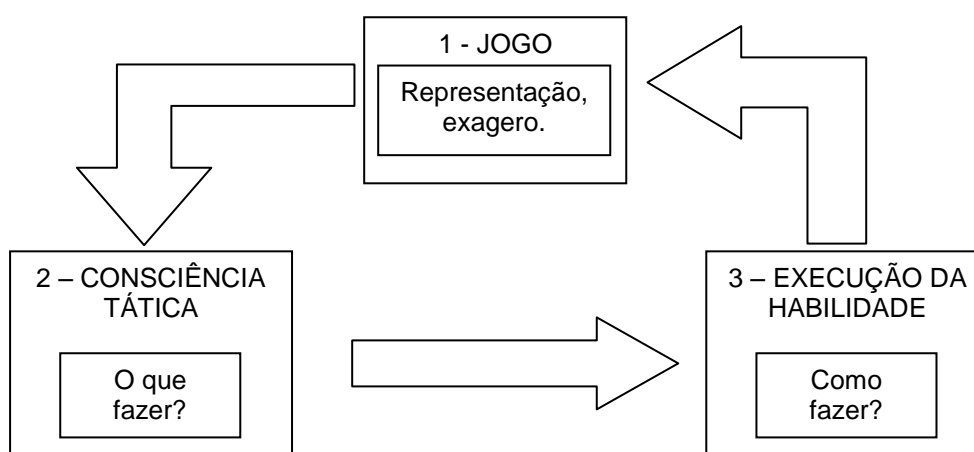 1 - JOGO
Representação,
exagero.
2 – CONSCIÊNCIA
TÁTICA
O que
fazer?
3 – EXECUÇÃO DA
HABILIDADE
Como
fazer?